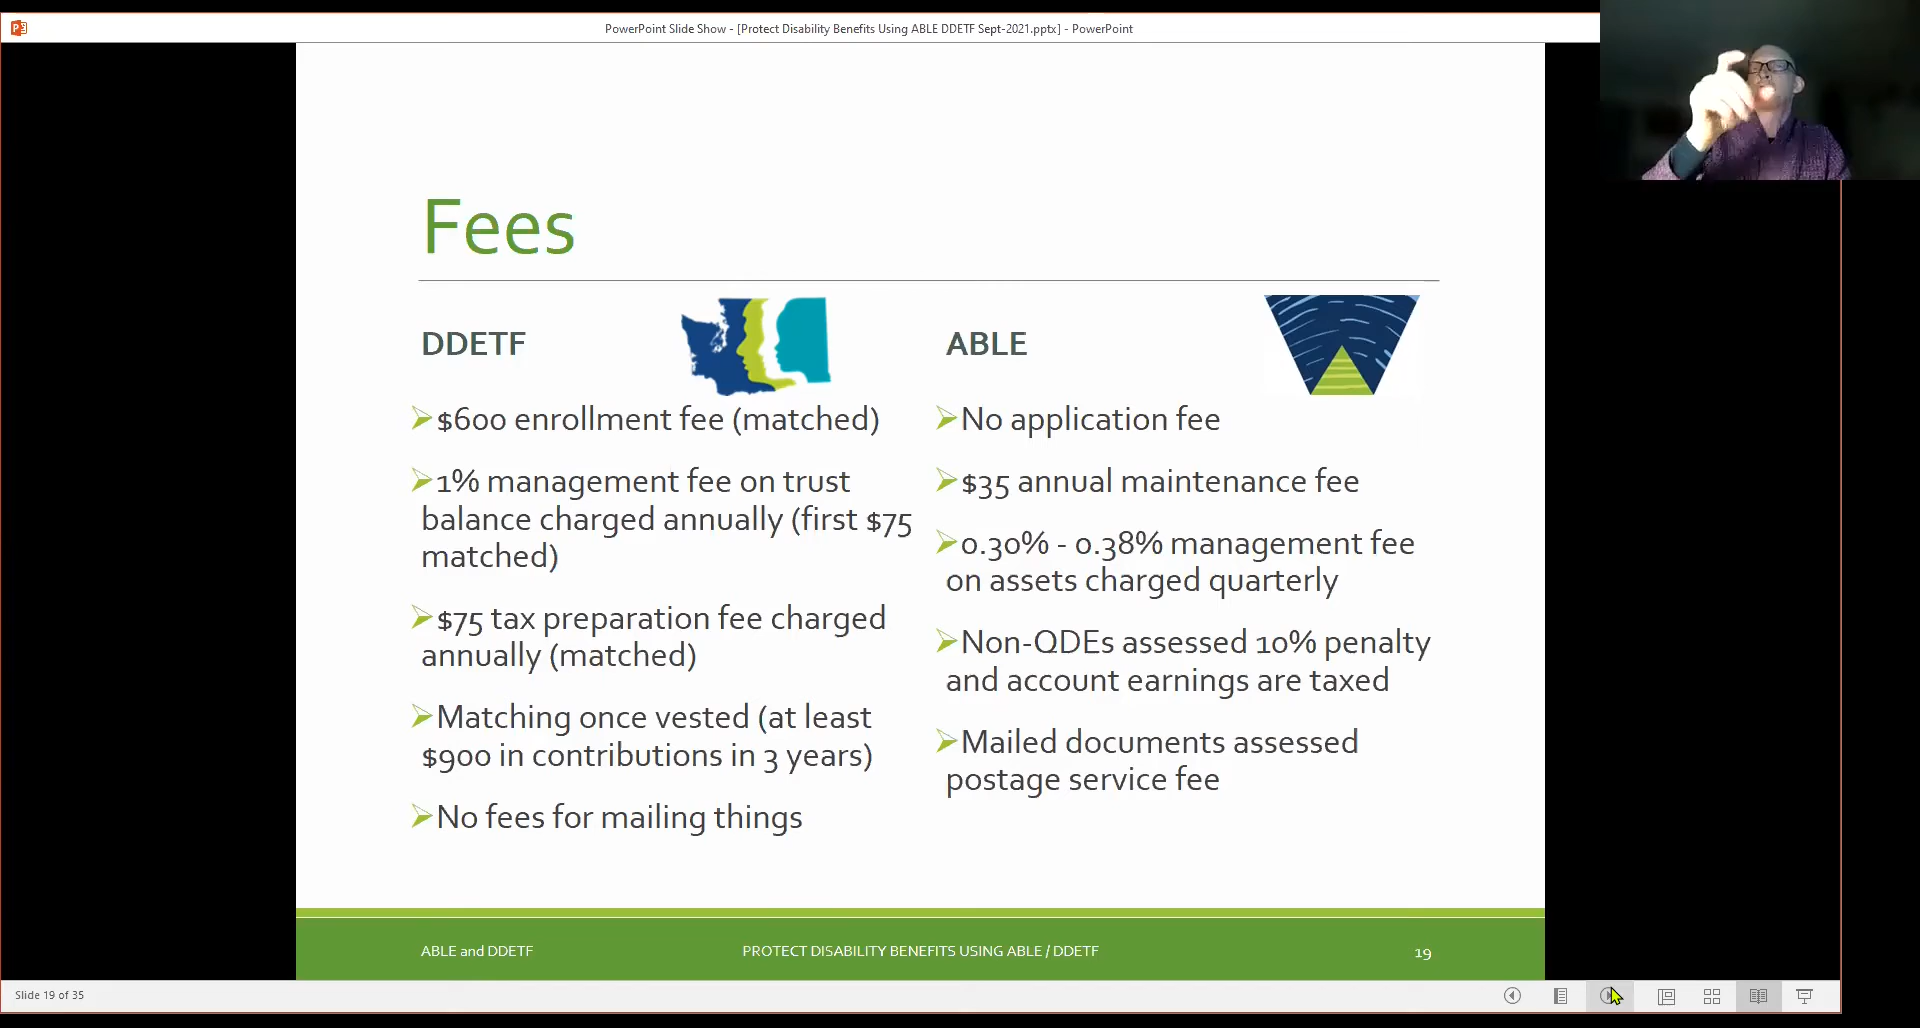 PowerPoint Slide Show - [Protect Disability Benefits Using ABLE DDETF Sept-2021.pptx] - PowerPoint
Fees
DDETF
$600 enrollment fee (matched)
1% management fee on trust
balance charged annually (first $75
matched)
$75 tax preparation fee charged
annually (matched)
Matching once vested (at least
$900 in contributions in 3 years)
No fees for mailing things
ABLE
No application fee
$35 annual maintenance fee
0.30% - 0.38% management fee
on assets charged quarterly
Non-QDEs assessed 10% penalty
and account earnings are taxed
Mailed documents assessed
postage service fee
ABLE and DDETF
PROTECT DISABILITY BENEFITS USING ABLE / DDETF
19
Slide 19 of 35